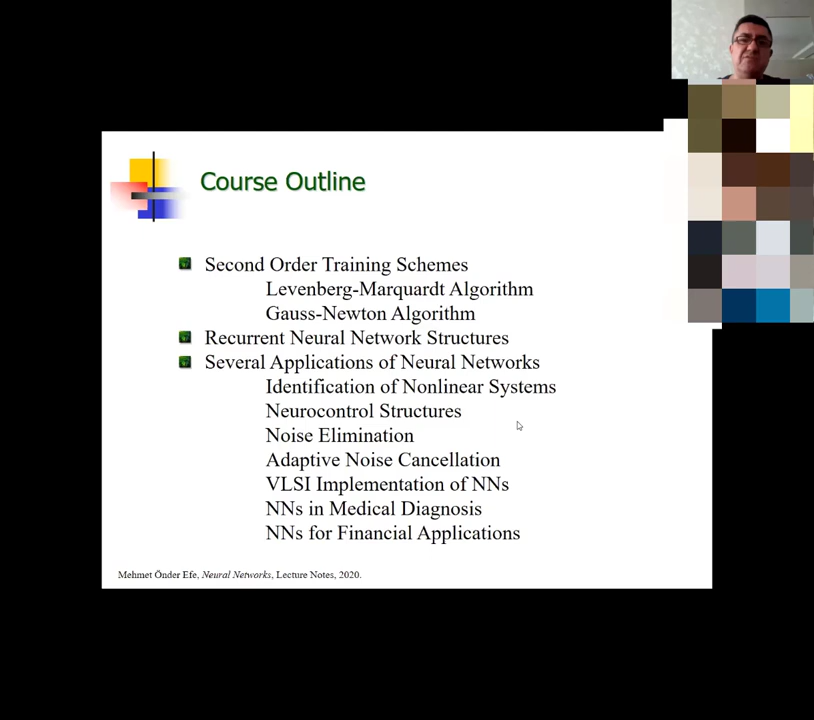 Course Outline
Second Order Training Schemes
Levenberg-Marquardt Algorithm
Gauss-Newton Algorithm
Recurrent Neural Network Structures
Several Applications of Neural Networks
Identification of Nonlinear Systems
Neurocontrol Structures
Noise Elimination
Adaptive Noise Cancellation
VLSI Implementation of NNs
NNs in Medical Diagnosis
NNs for Financial Applications
Mehmet Önder Efe, Neural Networks, Lecture Notes, 2020.